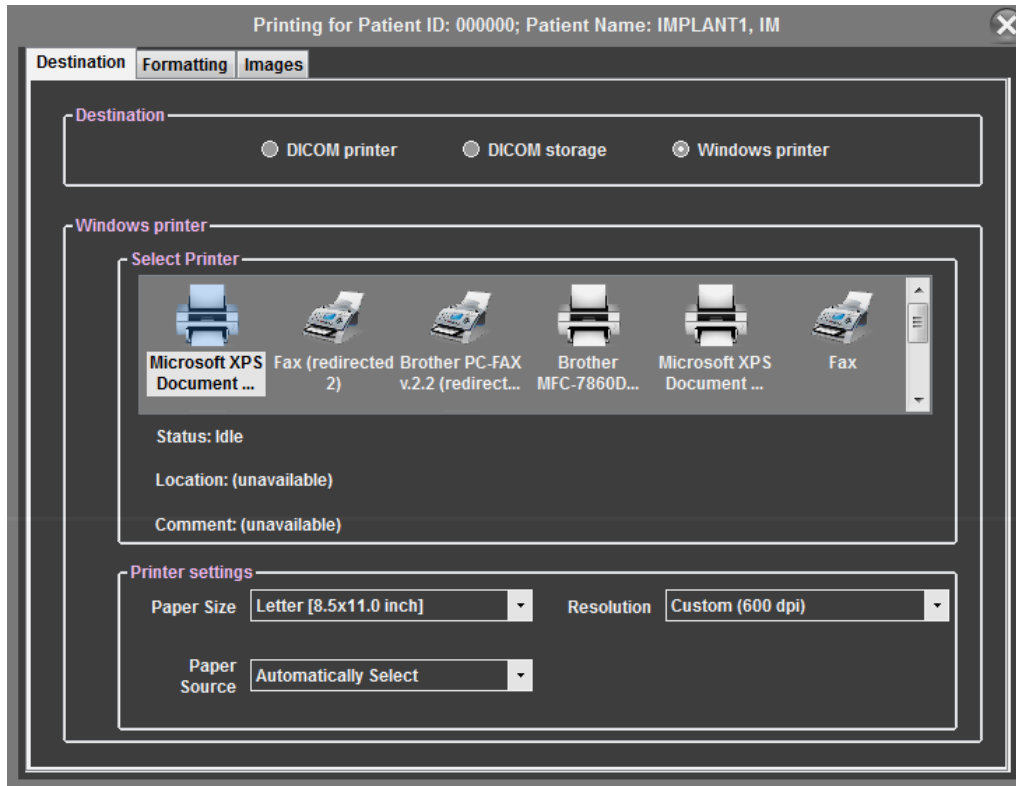 Printing for Patient ID: 000000; Patient Name: IMPLANT1, IM
Destination Formatting Images
Destination
DICOM printer DICOM storage Windows printer
Windows printer
Select Printer
Microsoft XPS Fax (redirected Brother PC-FAX Brother Microsoft XPS Fax
Document ... 2) v.2.2 (redirect... MFC-7860D... Document ...
Status: Idle
Location: (unavailable)
Comment: (unavailable)
Printer settings
Paper Size Letter [8.5x11.0 inch] Resolution Custom (600 dpi)
Paper
Source Automatically Select